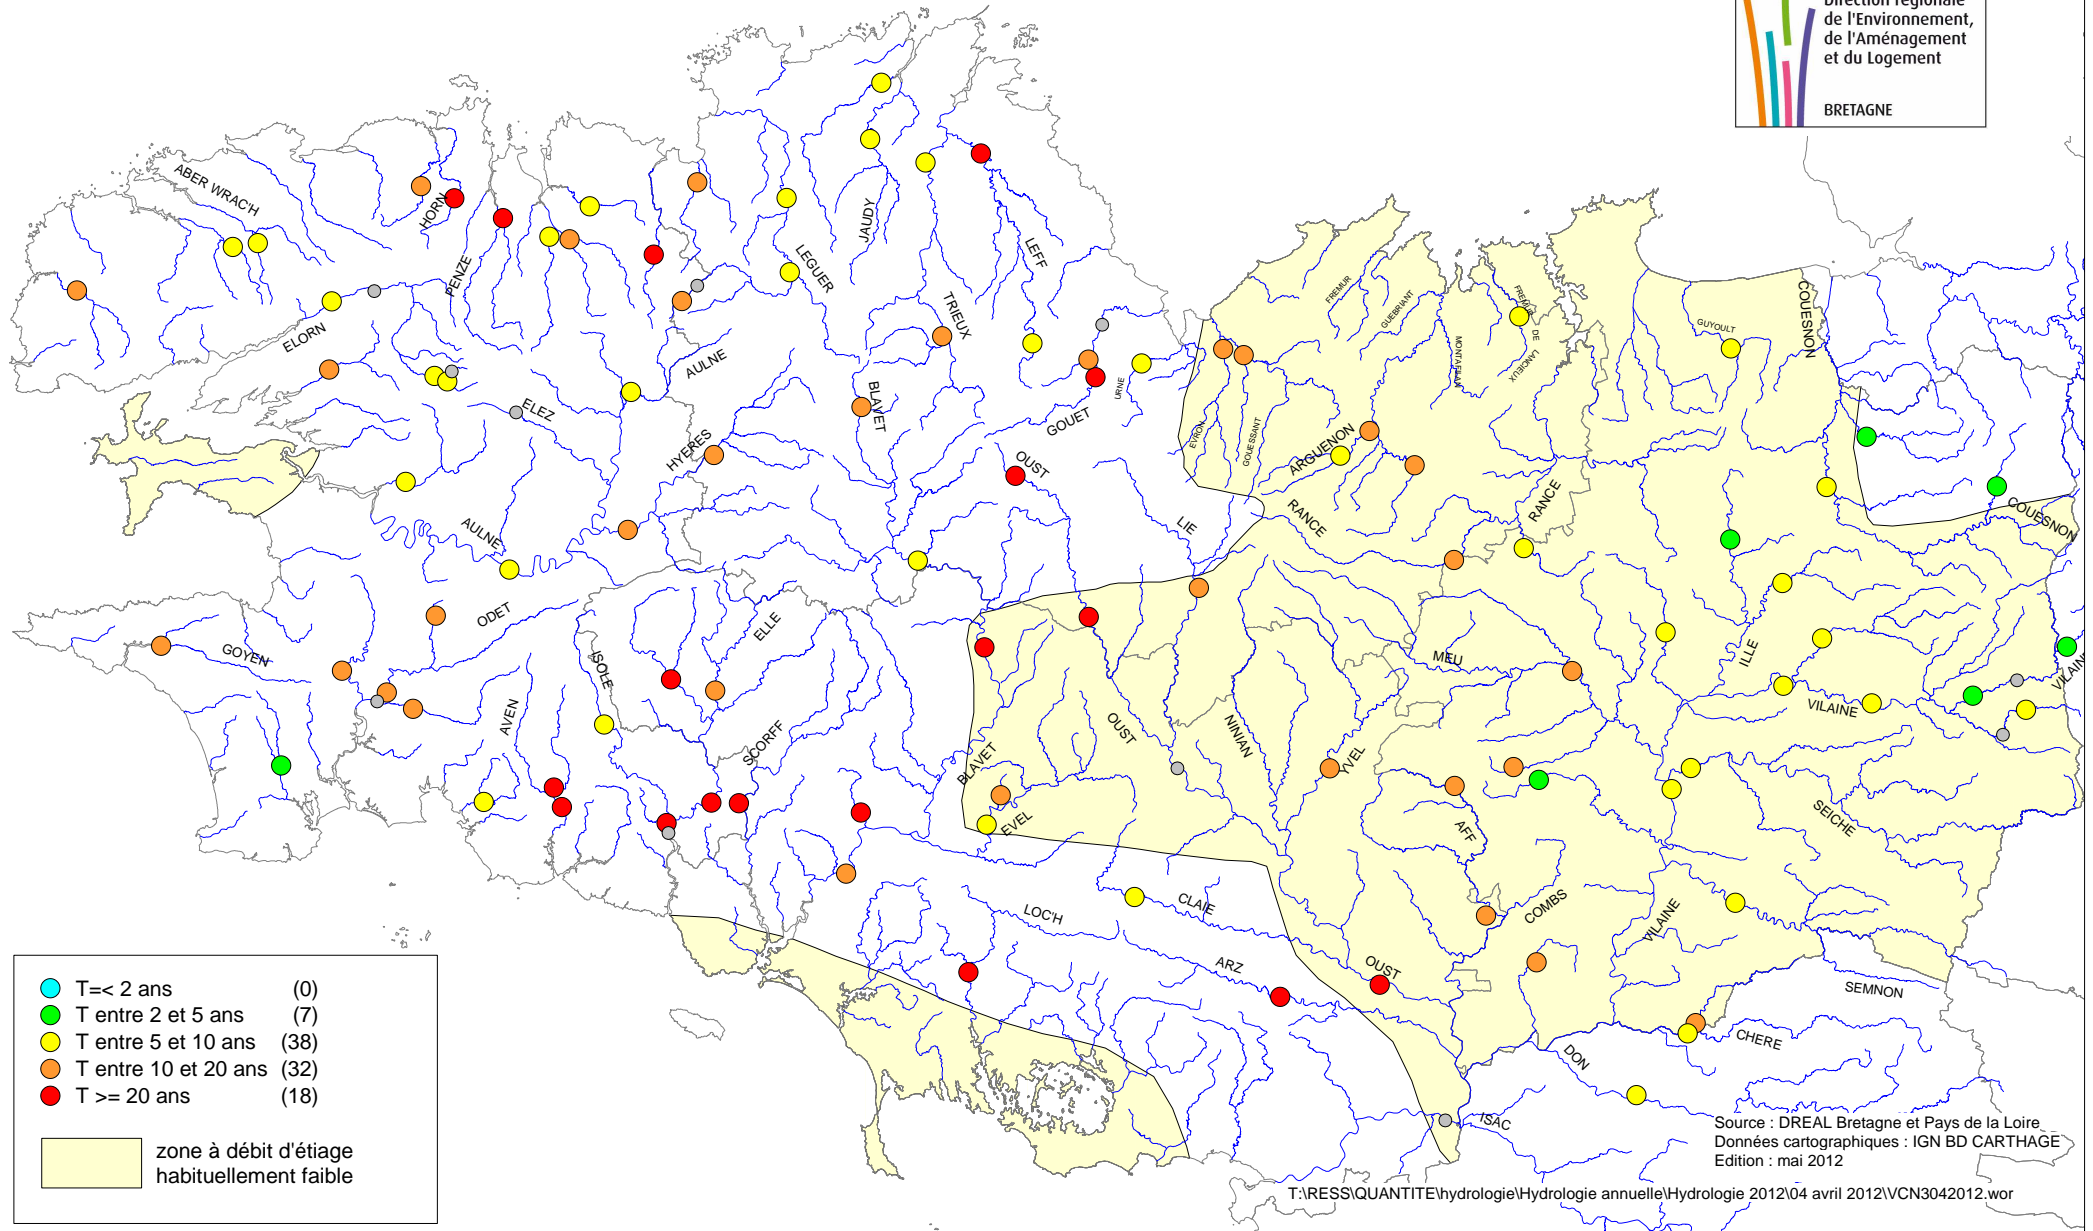 Direction régionale
de l'Environnement,
de l'Aménagement
et du Logement
BRETAGNE
ABER WRAC'H
HORN
PENZE
ELORN
LEGUER
JAUDY
LEFF
TRIEUX
AULNE
ELEZ
HYERES
BLAVET
GOUET
URNE
OUST
LIE
EVRON
GOUESSANT
FREMUR
GUEBRIANT
ARGUENON
MONTAFILAN
FREMUR
DE
LANCIEUX
GUYOULT
COUESNON
RANCE
RANCE
COUESNON
AULNE
ODET
GOYEN
AVEN
ISOLE
ELLE
SCORFF
BLAVET
EVEL
OUST
NINIAN
YVEL
MEU
ILLE
VILAINE
VILAINE
SEICHE
AFF
COMBS
VILAINE
CLAIE
LOC'H
ARZ
OUST
SEMNON
CHERE
DON
ISAC
T=< 2 ans (0)
T entre 2 et 5 ans (7)
T entre 5 et 10 ans (38)
T entre 10 et 20 ans (32)
T >= 20 ans (18)
zone à débit d'étiage
habituellement faible
Source : DREAL Bretagne et Pays de la Loire
Données cartographiques : IGN BD CARTHAGE
Edition : mai 2012
T:\RESS\QUANTITE\hydrologie\Hydrologie annuelle\Hydrologie 2012\04 avril 2012\VCN3042012.wor